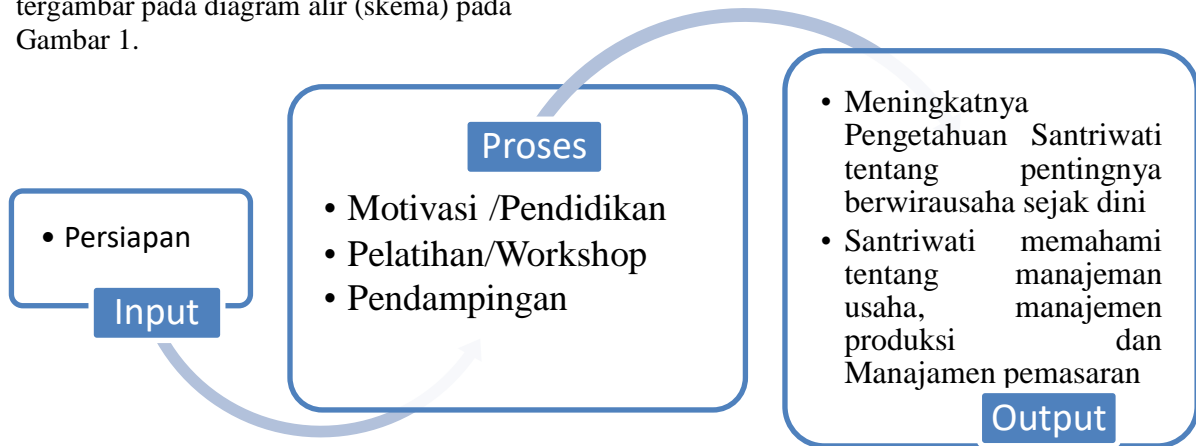 tergambar pada diagram alir (skema) pada
Gambar 1.
• Persiapan
Input
Proses
• Motivasi /Pendidikan
• Pelatihan/Workshop
• Pendampingan
• Meningkatnya
Pengetahuan Santriwati
tentang pentingnya
berwirausaha sejak dini
• Santriwati memahami
tentang manajeman
usaha, manajemen
produksi dan
Manajamen pemasaran
Output